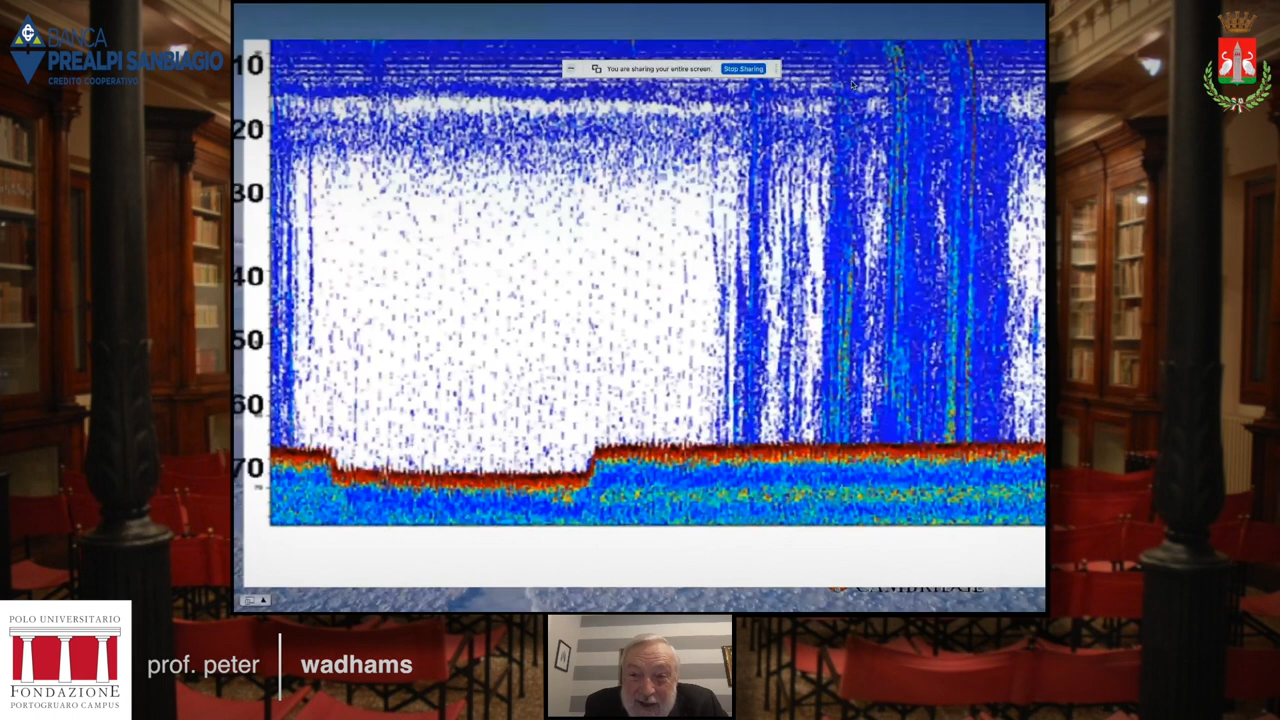 BANCA
PREALPI SANBIAGIO
CREDITO COOPERATIVO
You are sharing your entire screen. Stop Sharing
10
20
30
40
50
60
70
CAMBRIDGE
POLO UNIVERSITARIO
FONDAZIONE
PORTOGRUARO CAMPUS
prof. peter wadhams